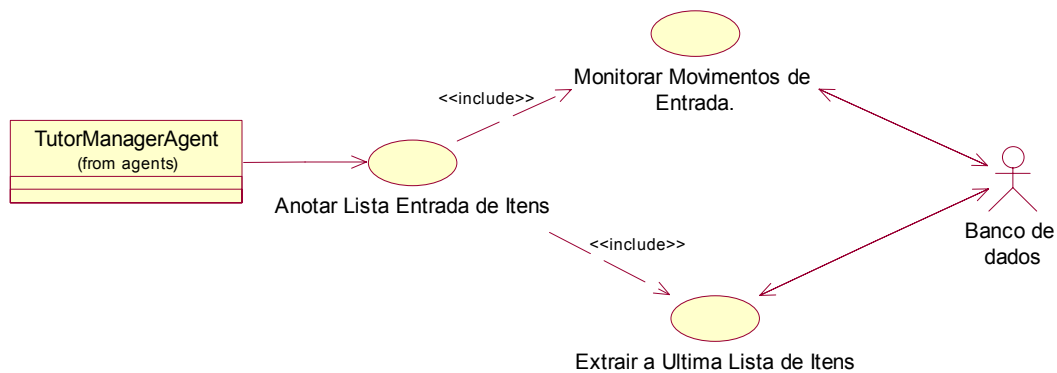 Monitorar Movimentos de
Entrada.
<<include>>
TutorManagerAgent
(from agents)
Anotar Lista Entrada de Itens
Banco de
dados
<<include>>
Extrair a Ultima Lista de Itens